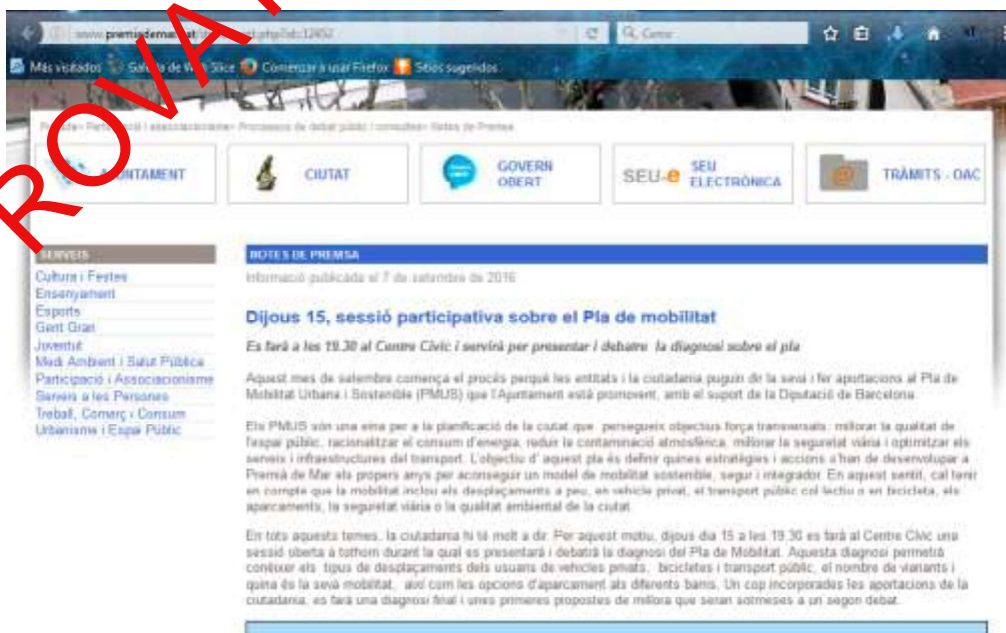 ROVA
www.premiademar.cat
Cerca
Más visitados Galería de Web Slice Comenzar a usar Firefox Sitios sugeridos
Participació i associacionisme> Processos de debat públic i consultes> Notes de Premsa
AJUNTAMENT
CIUTAT
GOVERN
OBERT
SEU-e SEU
ELECTRÒNICA
TRÀMITS - OAC
SERVEIS
Cultura i Festes
Ensenyament
Esports
Gent Gran
Joventut
Medi Ambient i Salut Pública
Participació i Associacionisme
Serveis a les Persones
Treball, Comerç i Consum
Urbanisme i Espai Públic
NOTES DE PREMSA
Informació publicada el 7 de setembre de 2016
Dijous 15, sessió participativa sobre el Pla de mobilitat
Es farà a les 19.30 al Centre Cívic i servirà per presentar i debatre la diagnosi sobre el pla
Aquest mes de setembre comença el procés perquè les entitats i la ciutadania puguin dir la seva i fer aportacions al Pla de
Mobilitat Urbana i Sostenible (PMUS) que l'Ajuntament està promovent, amb el suport de la Diputació de Barcelona.
Els PMUS són una eina per a la planificació de la ciutat que persegueix objectius força transversals: millorar la qualitat de
l'espai públic, racionalitzar el consum d'energia, reduir la contaminació atmosfèrica, millorar la seguretat viària i optimitzar els
serveis i infraestructures del transport. L'objectiu d' aquest pla és definir quines estratègies i accions s'han de desenvolupar a
Premià de Mar els propers anys per aconseguir un model de mobilitat sostenible, segur i integrador. En aquest sentit, cal tenir
en compte que la mobilitat inclou els desplaçaments a peu, en vehicle privat, el transport públic col·lectiu o en bicicleta, els
aparcaments, la seguretat viària o la qualitat ambiental de la ciutat.
En tots aquests temes, la ciutadania hi té molt a dir. Per aquest motiu, dijous dia 15 a les 19.30 es farà al Centre Cívic una
sessió oberta a tothom durant la qual es presentarà i debatrà la diagnosi del Pla de Mobilitat. Aquesta diagnosi permetrà
conèixer els tipus de desplaçaments dels usuaris de vehicles privats, bicicletes i transport públic, el nombre de vianants i
quina és la seva mobilitat, així com les opcions d'aparcament als diferents barris. Un cop incorporades les aportacions de la
ciutadania, es farà una diagnosi final i unes primeres propostes de millora que seran sotmeses a un segon debat.